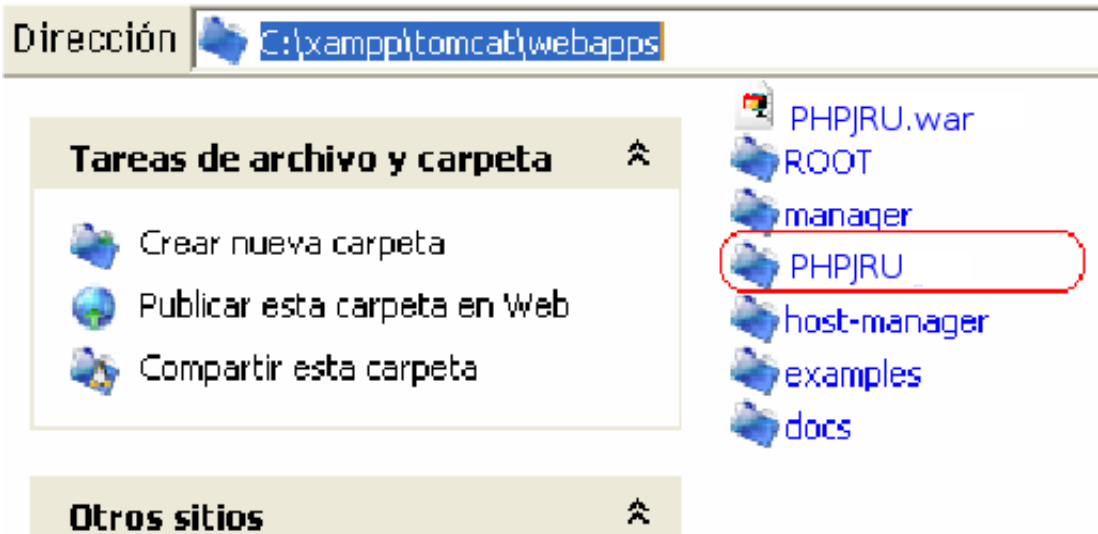 Dirección C:\xampp\tomcat\webapps
Tareas de archivo y carpeta
Crear nueva carpeta
Publicar esta carpeta en Web
Compartir esta carpeta
Otros sitios
PHPJRU.war
ROOT
manager
PHPJRU
host-manager
examples
docs